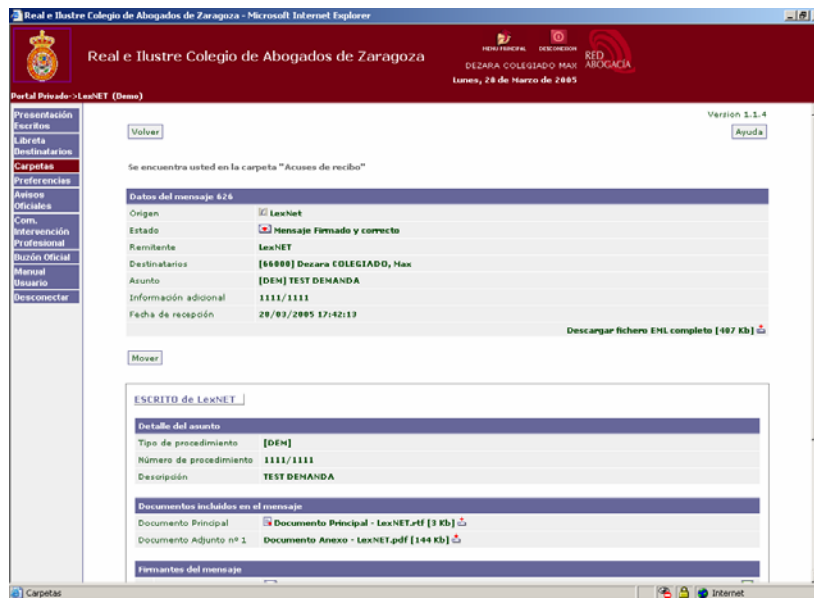 Real e Ilustre Colegio de Abogados de Zaragoza - Microsoft Internet Explorer
Real e Ilustre Colegio de Abogados de Zaragoza
MENU PRINCIPAL DESCONEXION
RED
ABOGACÍA
DEZARA COLEGIADO MAX
Lunes, 28 de Marzo de 2005
Portal Privado->LexNET (Demo)
Presentación
Escritos
Libreta
Destinatarios
Carpetas
Preferencias
Avisos
Oficiales
Com.
Intervención
Profesional
Buzón Oficial
Manual
Usuario
Desconectar
Version 1.1.4
Volver
Ayuda
Se encuentra usted en la carpeta "Acuses de recibo"
Datos del mensaje 626
Origen LexNet
Estado Mensaje Firmado y correcto
Remitente LexNET
Destinatarios [66000] Dezara COLEGIADO, Max
Asunto [DEM] TEST DEMANDA
Información adicional 1111/1111
Fecha de recepción 28/03/2005 17:42:13
Descargar fichero EML completo [407 Kb]
Mover
ESCRITO de LexNET
Detalle del asunto
Tipo de procedimiento [DEM]
Número de procedimiento 1111/1111
Descripción TEST DEMANDA
Documentos incluidos en el mensaje
Documento Principal Documento Principal - LexNET.rtf [3 Kb]
Documento Adjunto nº 1 Documento Anexo - LexNET.pdf [144 Kb]
Firmantes del mensaje
Carpetas
Internet